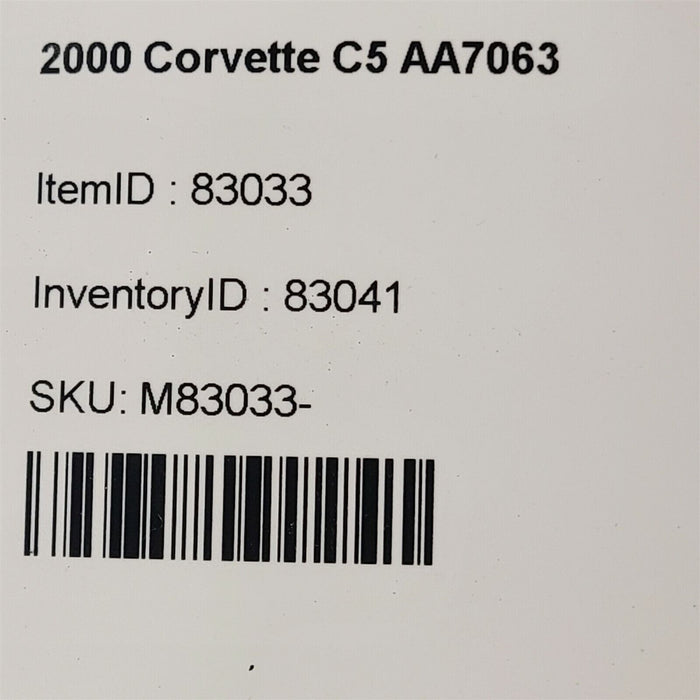 2000 Corvette C5 AA7063
ItemID : 83033
InventoryID : 83041
SKU: M83033-